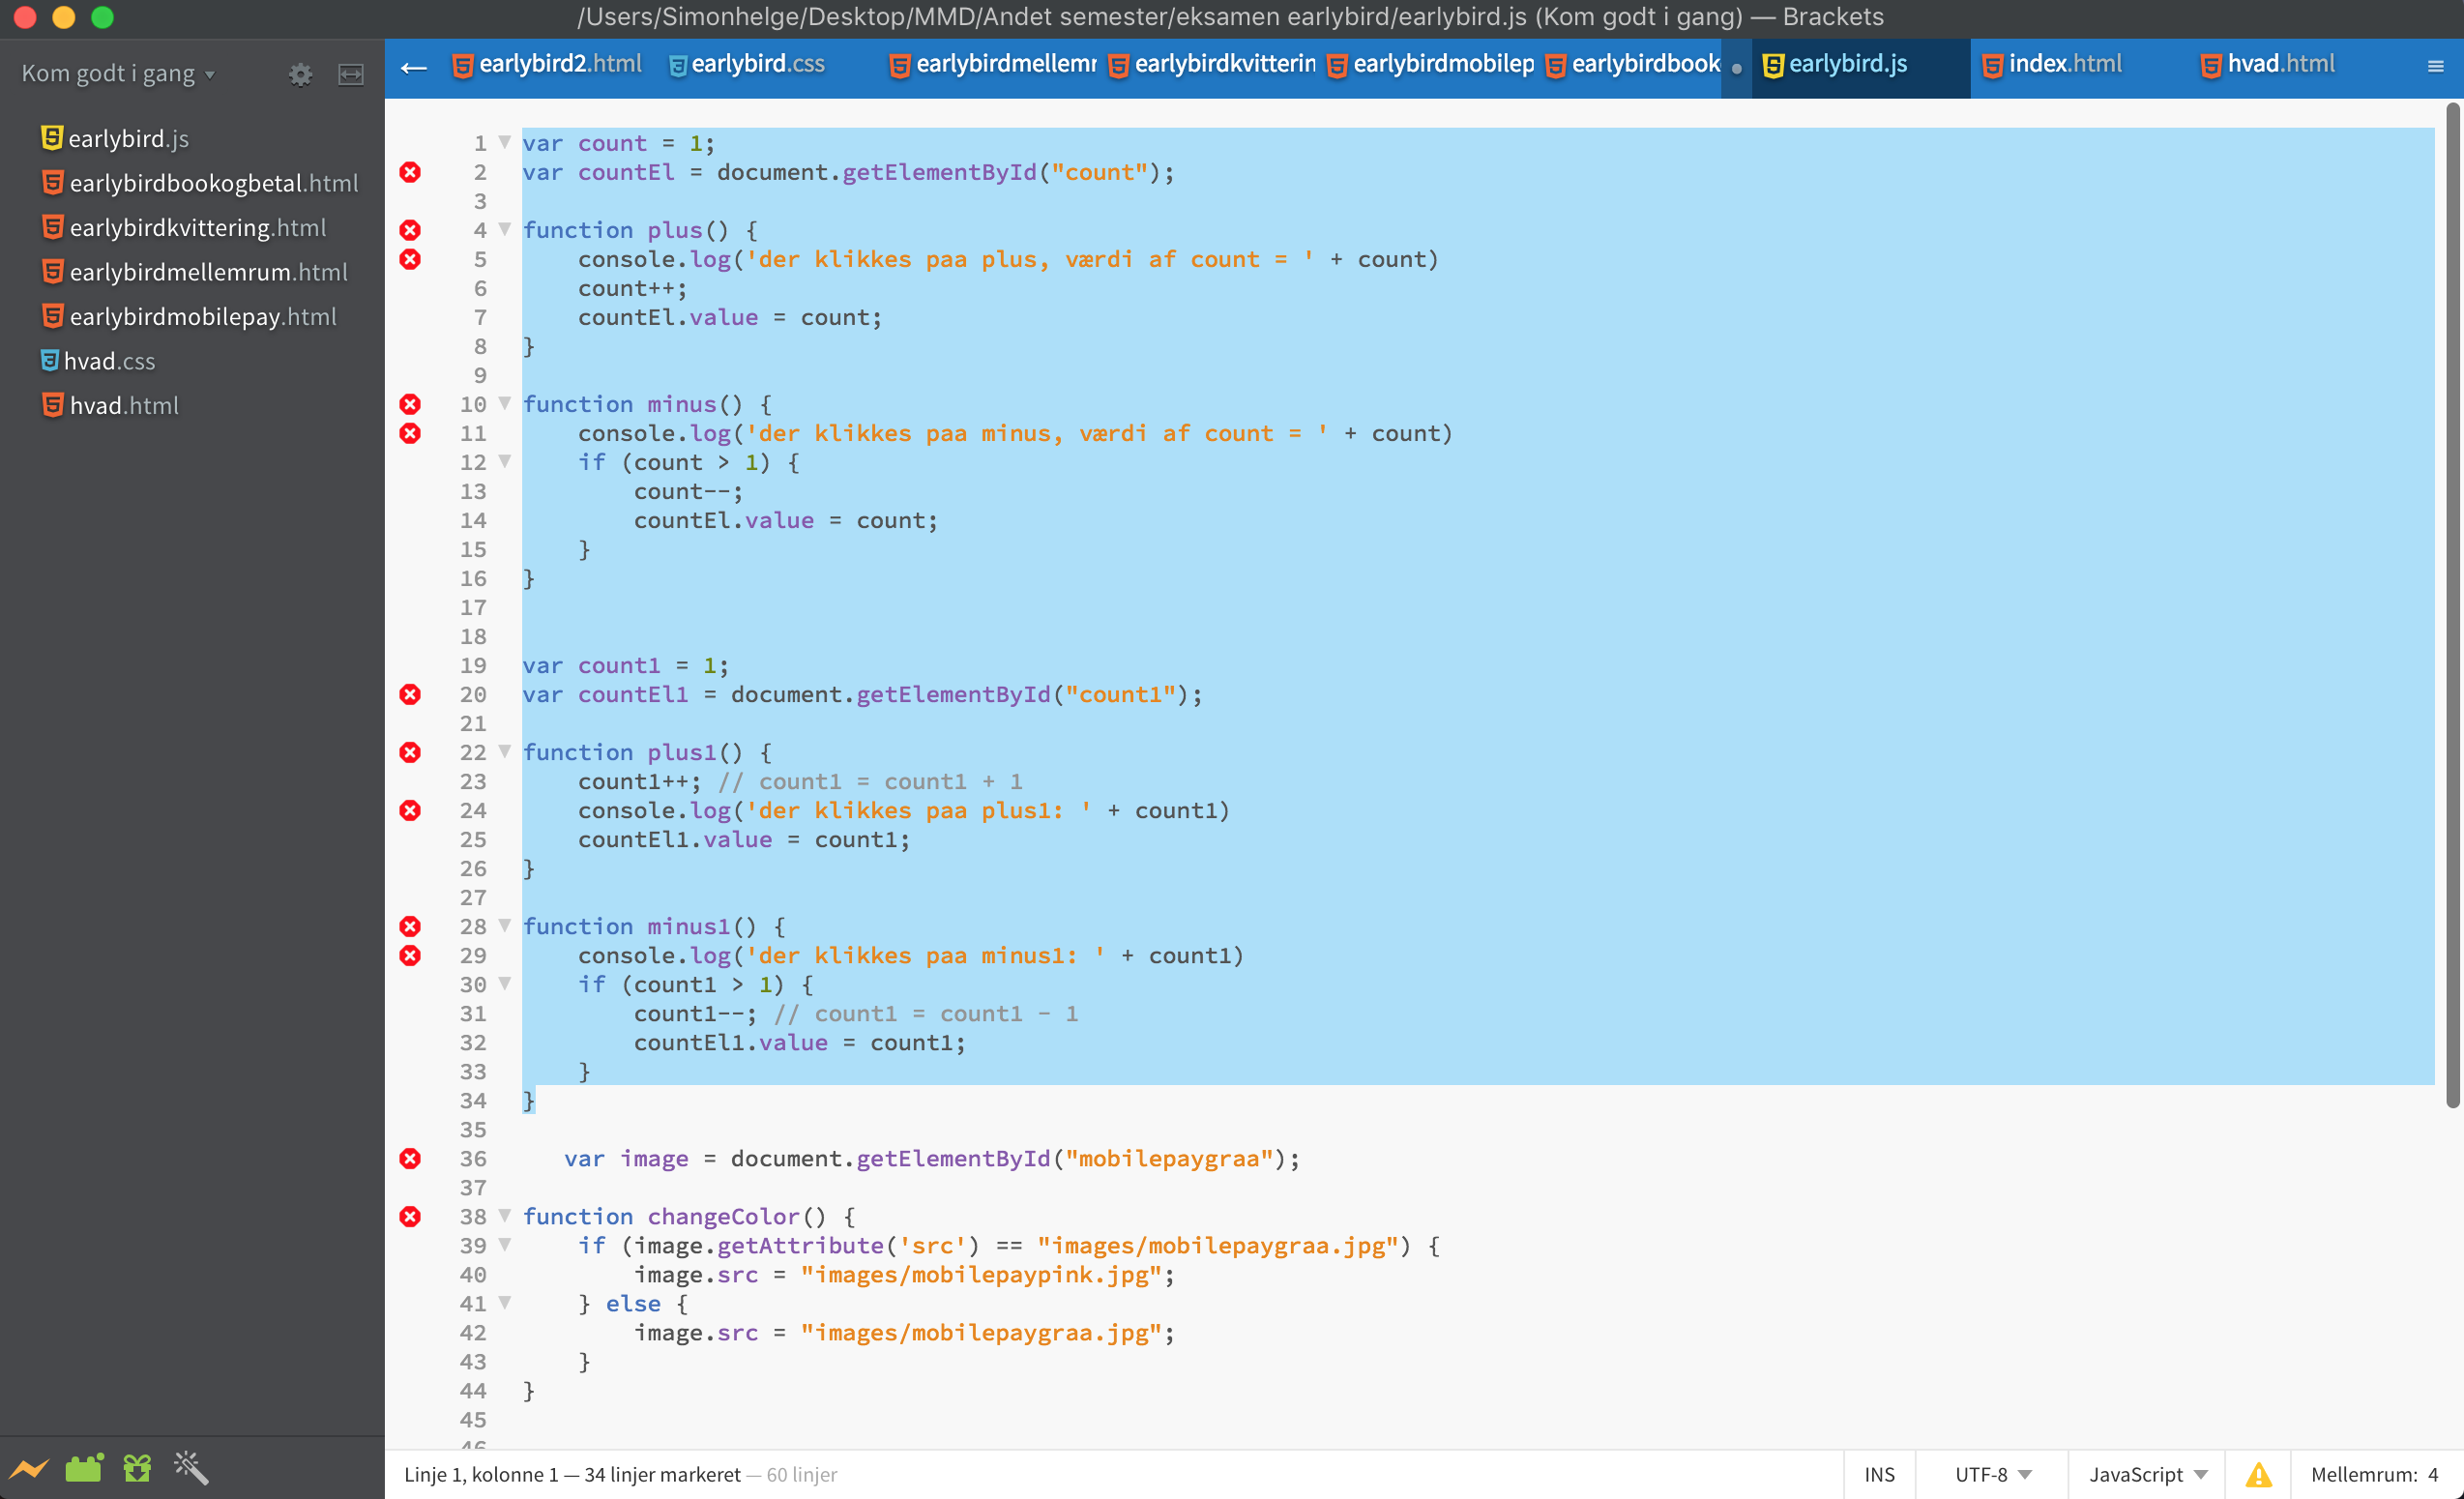 /Users/Simonhelge/Desktop/MMD/Andet semester/eksamen earlybird/earlybird.js (Kom godt i gang) — Brackets
Kom godt i gang
earlybird2.html earlybird.css earlybirdmellemr earlybirdkvitterin earlybirdmobilep earlybirdbook earlybird.js index.html hvad.html
earlybird.js
earlybirdbookogbetal.html
earlybirdkvittering.html
earlybirdmellemrum.html
earlybirdmobilepay.html
hvad.css
hvad.html
1 var count = 1;
2 var countEl = document.getElementById("count");
3
4 function plus() {
5     console.log('der klikkes paa plus, værdi af count = ' + count)
6     count++;
7     countEl.value = count;
8 }
9
10 function minus() {
11     console.log('der klikkes paa minus, værdi af count = ' + count)
12     if (count > 1) {
13         count--;
14         countEl.value = count;
15     }
16 }
17
18
19 var count1 = 1;
20 var countEl1 = document.getElementById("count1");
21
22 function plus1() {
23     count1++; // count1 = count1 + 1
24     console.log('der klikkes paa plus1: ' + count1)
25     countEl1.value = count1;
26 }
27
28 function minus1() {
29     console.log('der klikkes paa minus1: ' + count1)
30     if (count1 > 1) {
31         count1--; // count1 = count1 - 1
32         countEl1.value = count1;
33     }
34 }
35
36    var image = document.getElementById("mobilepaygraa");
37
38 function changeColor() {
39     if (image.getAttribute('src') == "images/mobilepaygraa.jpg") {
40         image.src = "images/mobilepaypink.jpg";
41     } else {
42         image.src = "images/mobilepaygraa.jpg";
43     }
44 }
45
46
Linje 1, kolonne 1 — 34 linjer markeret — 60 linjer INS UTF-8 JavaScript Mellemrum: 4